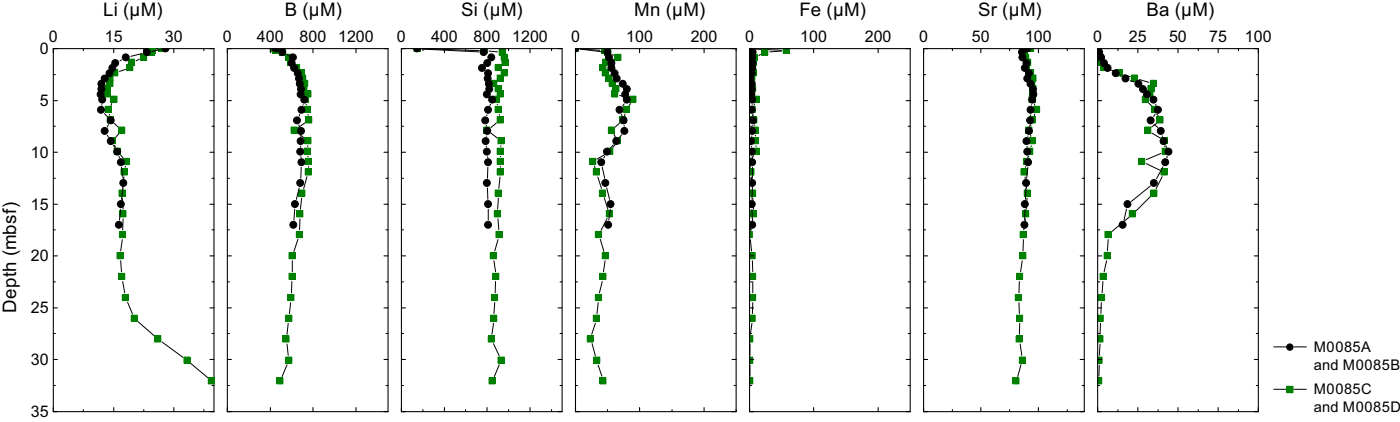 Li (µM) B (µM) Si (µM) Mn (µM) Fe (µM) Sr (µM) Ba (µM)
0 15 30 0 400 800 1200 0 400 800 1200 0 100 200 0 100 200 0 50 100 0 25 50 75 100
0
5
10
15
20
25
30
35
Depth (mbsf)
M0085A
and M0085B
M0085C
and M0085D